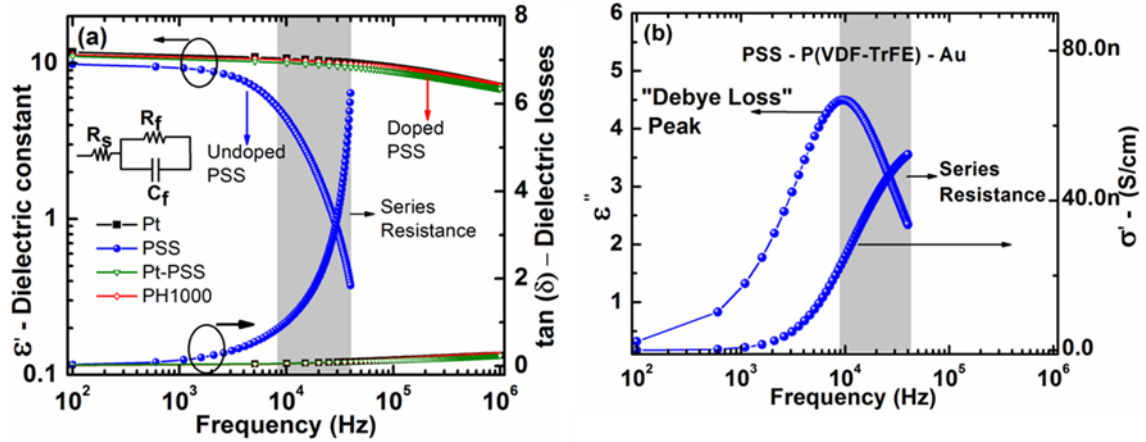 (a)
ε' - Dielectric constant
10
1
0.1
8
7
6
5
4
3
2
1
0
tan (δ) – Dielectric losses
Rs
Rf
Cf
Undoped
PSS
Doped
PSS
Series
Resistance
Pt
PSS
Pt-PSS
PH1000
10²
10³
10⁴
10⁵
10⁶
Frequency (Hz)
(b)
PSS - P(VDF-TrFE) - Au
"Debye Loss"
Peak
Series
Resistance
ε"
6
5
4
3
2
1
80.0n
40.0n
0.0
σ' - (S/cm)
10²
10³
10⁴
10⁵
10⁶
Frequency (Hz)